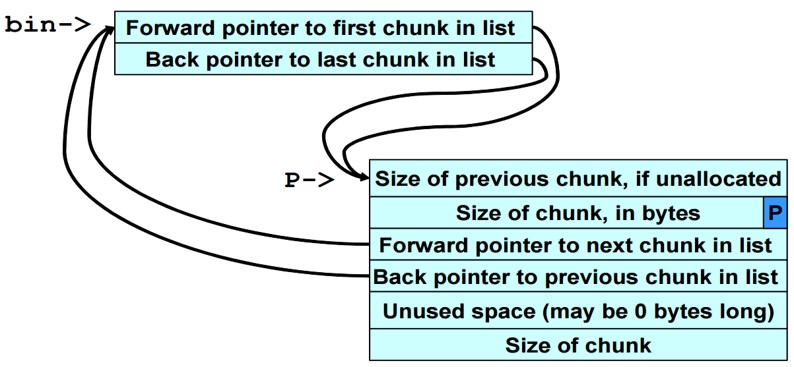 bin->
Forward pointer to first chunk in list
Back pointer to last chunk in list
P->
Size of previous chunk, if unallocated
Size of chunk, in bytes P
Forward pointer to next chunk in list
Back pointer to previous chunk in list
Unused space (may be 0 bytes long)
Size of chunk